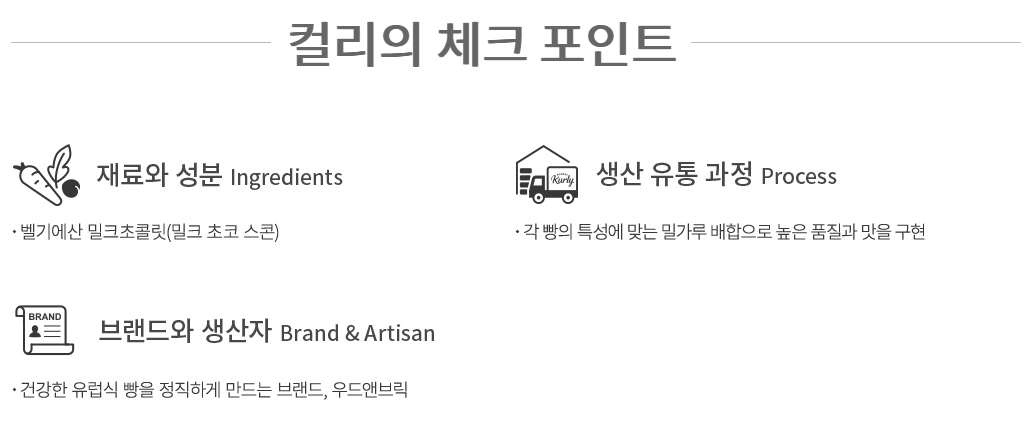 컬리의 체크 포인트
재료와 성분 Ingredients
· 벨기에산 밀크초콜릿(밀크 초코 스콘)
Kurly
생산 유통 과정 Process
· 각 빵의 특성에 맞는 밀가루 배합으로 높은 품질과 맛을 구현
BRAND
브랜드와 생산자 Brand & Artisan
· 건강한 유럽식 빵을 정직하게 만드는 브랜드, 우드앤브릭